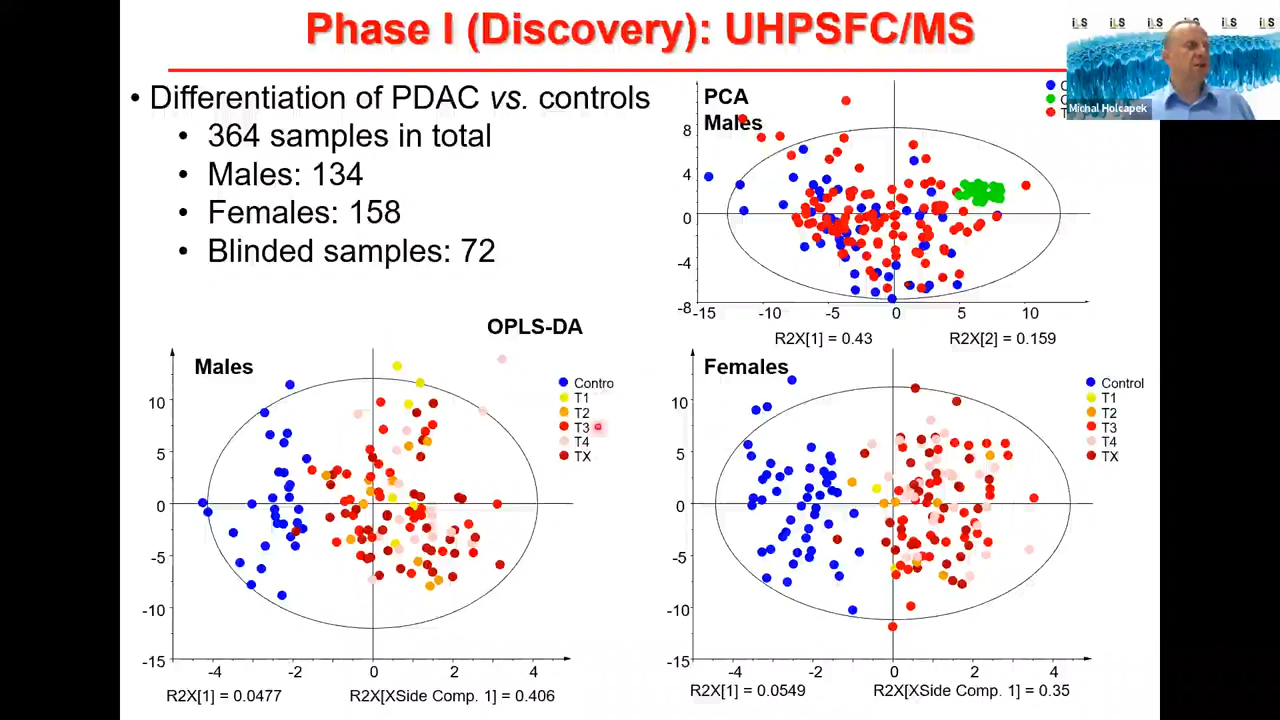 Phase I (Discovery): UHPSFC/MS
iLS iLS iLS iLS iLS
Michal Holcapek
• Differentiation of PDAC vs. controls
• 364 samples in total
• Males: 134
• Females: 158
• Blinded samples: 72
PCA
Males
8
4
0
-4
-8
-15 -10 -5 0 5 10
R2X[1] = 0.43 R2X[2] = 0.159
OPLS-DA
Males
Contro
T1
T2
T3
T4
TX
10
5
0
-5
-10
-15
-4 -2 0 2 4
R2X[1] = 0.0477 R2X[XSide Comp. 1] = 0.406
Females
Control
T1
T2
T3
T4
TX
10
5
0
-5
-10
-15
-4 -2 0 2 4
R2X[1] = 0.0549 R2X[XSide Comp. 1] = 0.35